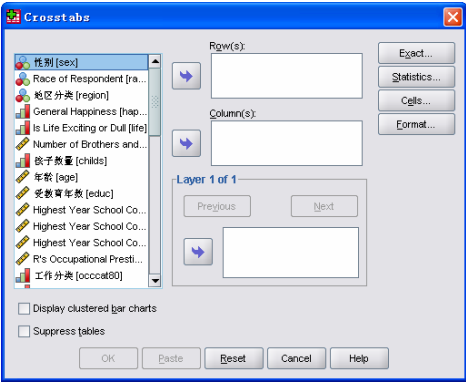 Crosstabs
性别 [sex]
Race of Respondent [ra...
地区分类 [region]
General Happiness [hap...
Is Life Exciting or Dull [life]
Number of Brothers and...
孩子数量 [childs]
年龄 [age]
受教育年数 [educ]
Highest Year School Co...
Highest Year School Co...
Highest Year School Co...
R's Occupational Presti...
工作分类 [occcat80]
Row(s):
Column(s):
Layer 1 of 1
Previous
Next
Exact...
Statistics...
Cells...
Format...
Display clustered bar charts
Suppress tables
OK
Paste
Reset
Cancel
Help